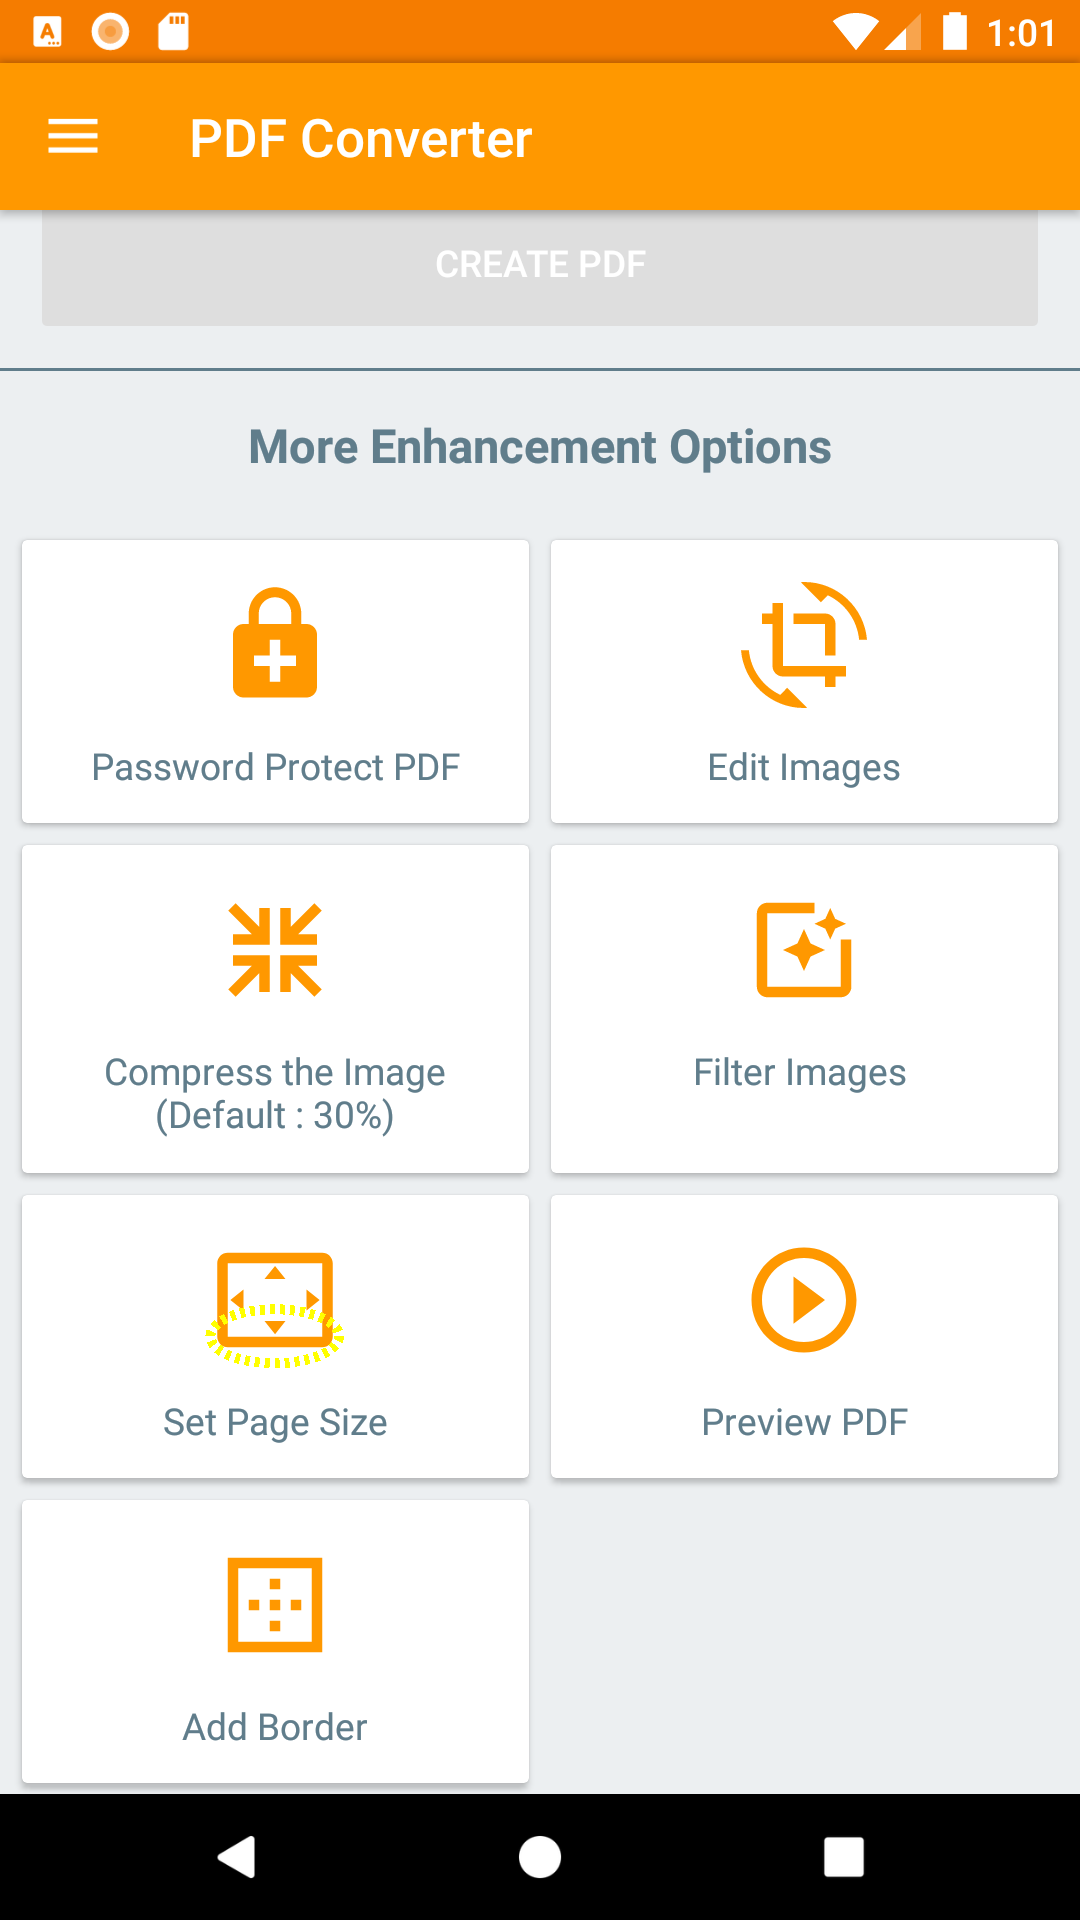 1:01
PDF Converter
CREATE PDF
More Enhancement Options
Password Protect PDF
Edit Images
Compress the Image
(Default : 30%)
Filter Images
Set Page Size
Preview PDF
Add Border